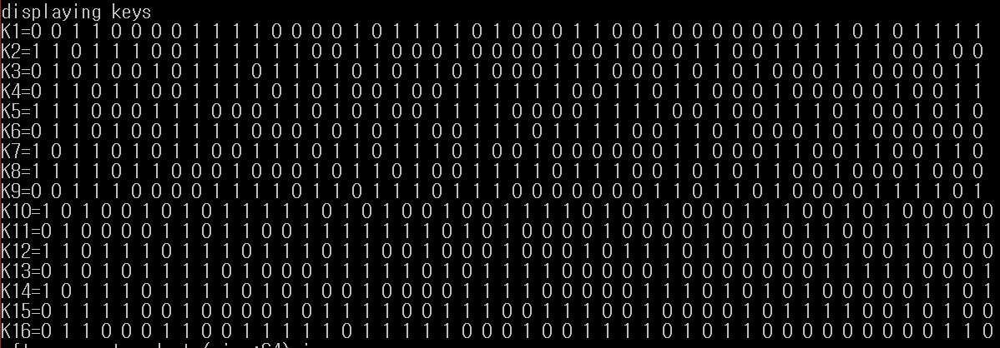 displaying keys
K1=0 0 1 1 0 0 0 0 1 1 1 1 0 0 0 0 1 0 1 1 1 1 0 1 0 0 0 1 1 0 0 1 0 0 0 0 0 0 0 1 1 0 1 0 1 1 1 1
K2=1 1 0 1 1 1 0 0 1 1 1 1 1 1 0 0 1 1 0 0 0 1 0 0 0 0 1 0 0 1 0 0 0 1 1 0 0 1 1 1 1 1 1 0 0 1 0 0
K3=0 1 0 1 0 0 1 0 1 1 1 0 1 1 1 1 0 1 0 1 1 0 1 1 0 0 0 1 1 0 0 0 1 0 1 0 1 0 0 0 1 1 0 0 0 0 1 1
K4=0 1 1 0 1 1 0 0 1 1 1 1 0 1 0 1 0 0 1 0 0 1 1 1 1 1 0 0 1 1 0 1 1 0 0 0 1 0 0 0 0 0 0 1 0 0 1 1
K5=1 1 1 0 0 0 1 1 1 0 0 0 1 1 0 1 0 1 0 0 0 1 1 1 0 0 0 0 1 1 1 1 0 0 1 0 0 1 1 1 0 1 0 0 1 0 1 0
K6=0 1 1 0 1 0 0 1 1 1 1 0 0 0 1 0 1 0 1 1 0 0 1 1 1 0 1 1 1 1 0 0 1 1 0 1 0 0 0 1 0 1 0 0 0 0 0 0
K7=1 0 1 1 0 1 0 1 1 0 0 1 1 1 0 1 1 0 1 1 1 0 1 0 0 1 0 0 0 0 0 0 1 1 0 0 0 1 1 0 0 1 1 0 0 1 1 0
K8=1 1 1 1 0 1 1 0 0 0 1 0 0 0 1 0 1 1 0 1 0 0 1 1 1 1 0 1 1 1 0 0 1 0 1 0 1 1 0 0 1 0 0 0 1 0 0 0
K9=0 0 1 1 1 0 0 0 0 1 1 1 1 0 1 1 0 1 1 1 0 1 1 1 0 0 0 0 0 0 0 1 1 0 1 1 0 1 0 0 0 0 1 1 1 1 0 1
K10=1 0 1 0 0 1 0 1 0 1 1 1 1 1 0 1 0 1 0 0 1 0 0 1 1 1 1 0 1 0 1 1 0 0 0 1 1 1 0 0 1 0 1 0 0 0 0 0
K11=0 1 0 0 0 0 1 1 0 1 1 0 0 1 1 1 1 1 1 1 0 1 0 1 0 0 0 1 0 0 0 0 1 0 0 1 0 1 1 0 0 1 1 1 1 1 1
K12=1 1 0 1 1 1 0 1 1 1 0 1 1 1 0 1 1 0 0 1 0 0 0 1 0 0 0 1 0 1 1 1 0 1 0 1 1 0 0 0 0 1 0 0 0 1 0 0
K13=0 1 0 1 0 1 1 1 1 0 1 0 0 0 1 1 1 1 1 0 1 0 1 1 1 1 0 0 0 0 0 1 0 0 0 0 0 0 0 1 1 1 1 1 0 0 0 1
K14=1 0 1 1 1 0 1 1 1 1 0 1 0 1 0 0 1 0 0 0 0 1 1 1 1 0 0 0 0 0 1 1 1 0 1 0 1 0 1 0 0 0 0 0 1 1 0 1
K15=0 1 1 1 1 0 0 1 0 0 0 0 1 0 1 1 1 1 0 0 1 1 1 0 0 1 1 1 0 0 1 0 0 0 1 0 1 1 0 1 0 0 0 1 1 0 0 1
K16=0 1 1 0 0 0 1 1 0 0 1 1 1 1 0 1 1 1 1 1 0 0 0 1 1 0 0 0 1 0 0 1 1 1 1 0 1 0 1 1 0 0 0 0 0 0 0 0